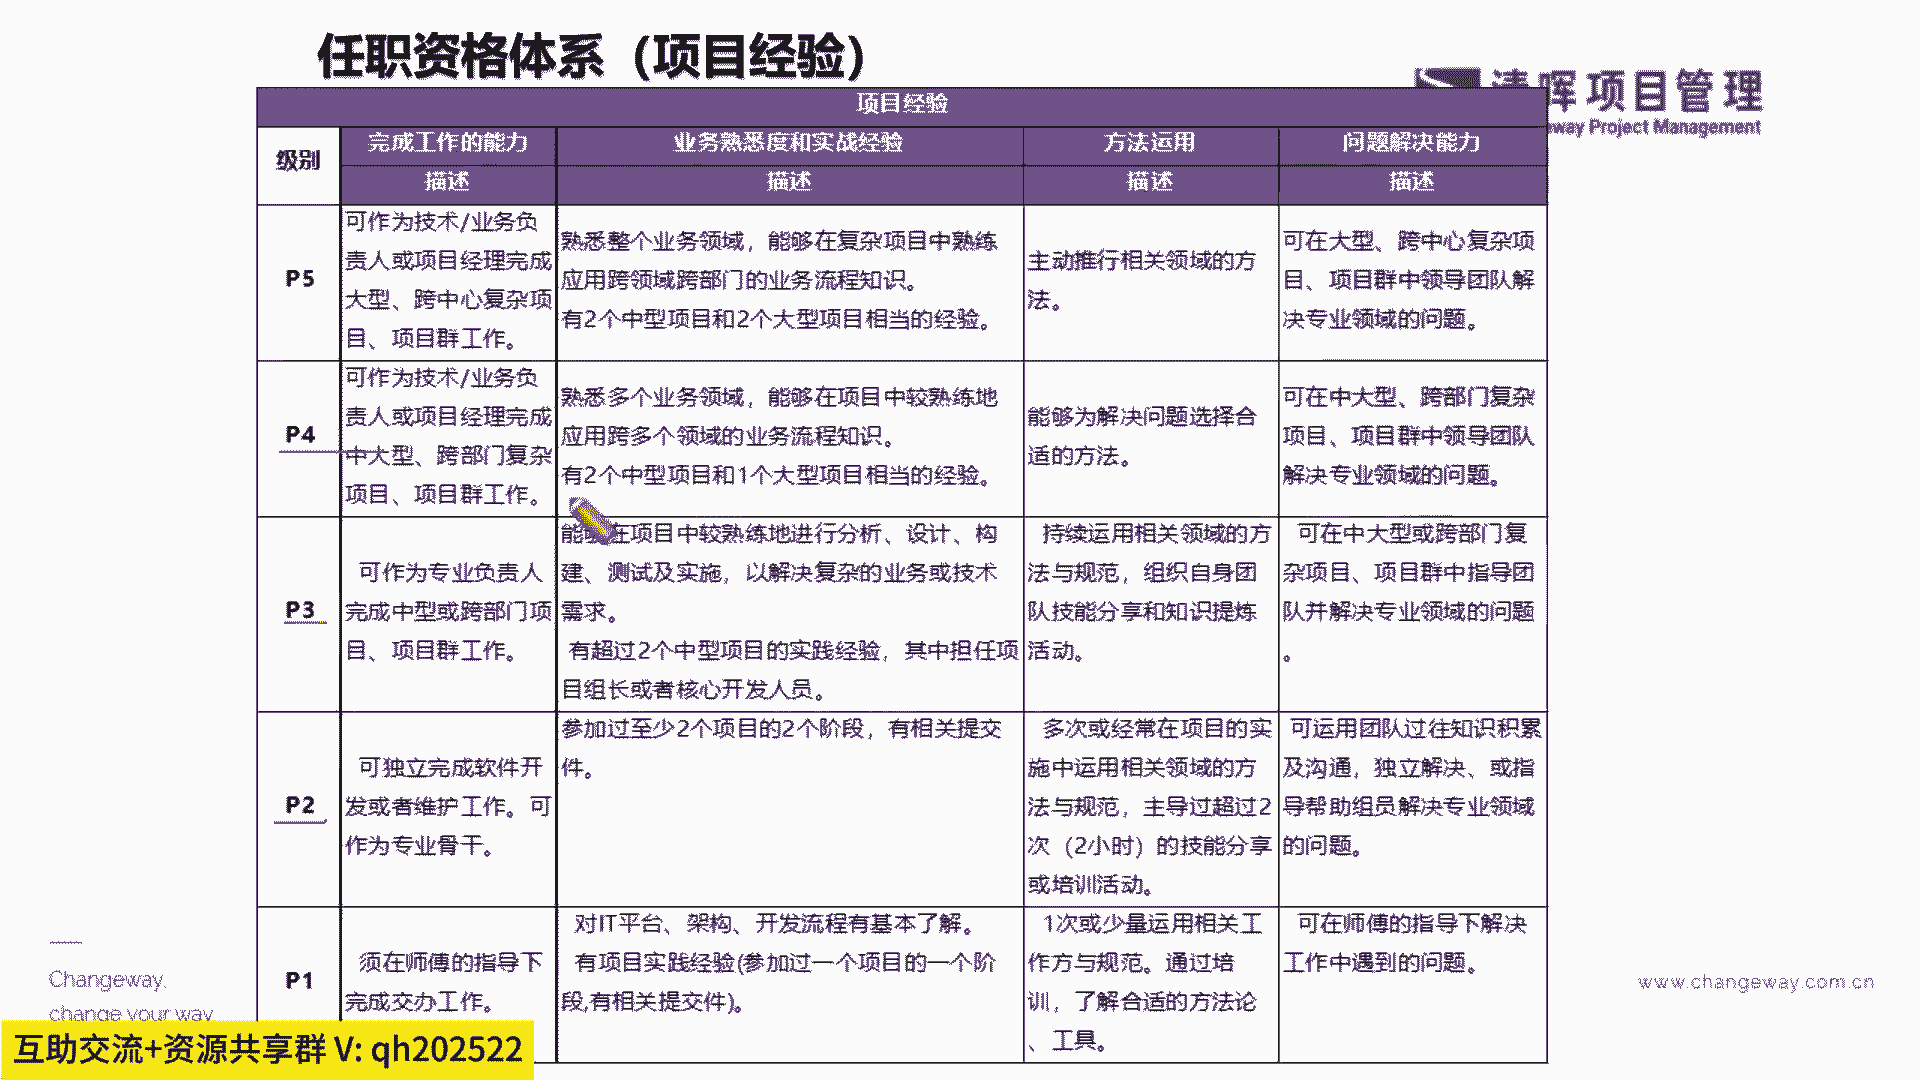 任职资格体系（项目经验）
晖项目管理
way Project Management
项目经验
级别
完成工作的能力
业务熟悉度和实战经验
方法运用
问题解决能力
描述
描述
描述
描述
P5
可作为技术/业务负
责人或项目经理完成
大型、跨中心复杂项
目、项目群工作。
熟悉整个业务领域，能够在复杂项目中熟练
应用跨领域跨部门的业务流程知识。
有2个中型项目和2个大型项目相当的经验。
主动推行相关领域的方
法。
可在大型、跨中心复杂项
目、项目群中领导团队解
决专业领域的问题。
P4
可作为技术/业务负
责人或项目经理完成
中大型、跨部门复杂
项目、项目群工作。
熟悉多个业务领域，能够在项目中较熟练地
应用跨多个领域的业务流程知识。
有2个中型项目和1个大型项目相当的经验。
能够为解决问题选择合
适的方法。
可在中大型、跨部门复杂
项目、项目群中领导团队
解决专业领域的问题。
P3
可作为专业负责人
完成中型或跨部门项
目、项目群工作。
能够在项目中较熟练地进行分析、设计、构
建、测试及实施，以解决复杂的业务或技术
需求。
有超过2个中型项目的实践经验，其中担任项
目组长或者核心开发人员。
持续运用相关领域的方
法与规范，组织自身团
队技能分享和知识提炼
活动。
可在中大型或跨部门复
杂项目、项目群中指导团
队并解决专业领域的问题
。
P2
可独立完成软件开
发或者维护工作。可
作为专业骨干。
参加过至少2个项目的2个阶段，有相关提交
件。
多次或经常在项目的实
施中运用相关领域的方
法与规范，主导过超过2
次（2小时）的技能分享
或培训活动。
可运用团队过往知识积累
及沟通，独立解决、或指
导帮助组员解决专业领域
的问题。
P1
须在师傅的指导下
完成交办工作。
对IT平台、架构、开发流程有基本了解。
有项目实践经验(参加过一个项目的一个阶
段,有相关提交件)。
1次或少量运用相关工
作方与规范。通过培
训，了解合适的方法论
、工具。
可在师傅的指导下解决
工作中遇到的问题。
Changeway,
change your way
www.changeway.com.cn
互助交流+资源共享群 V: qh202522